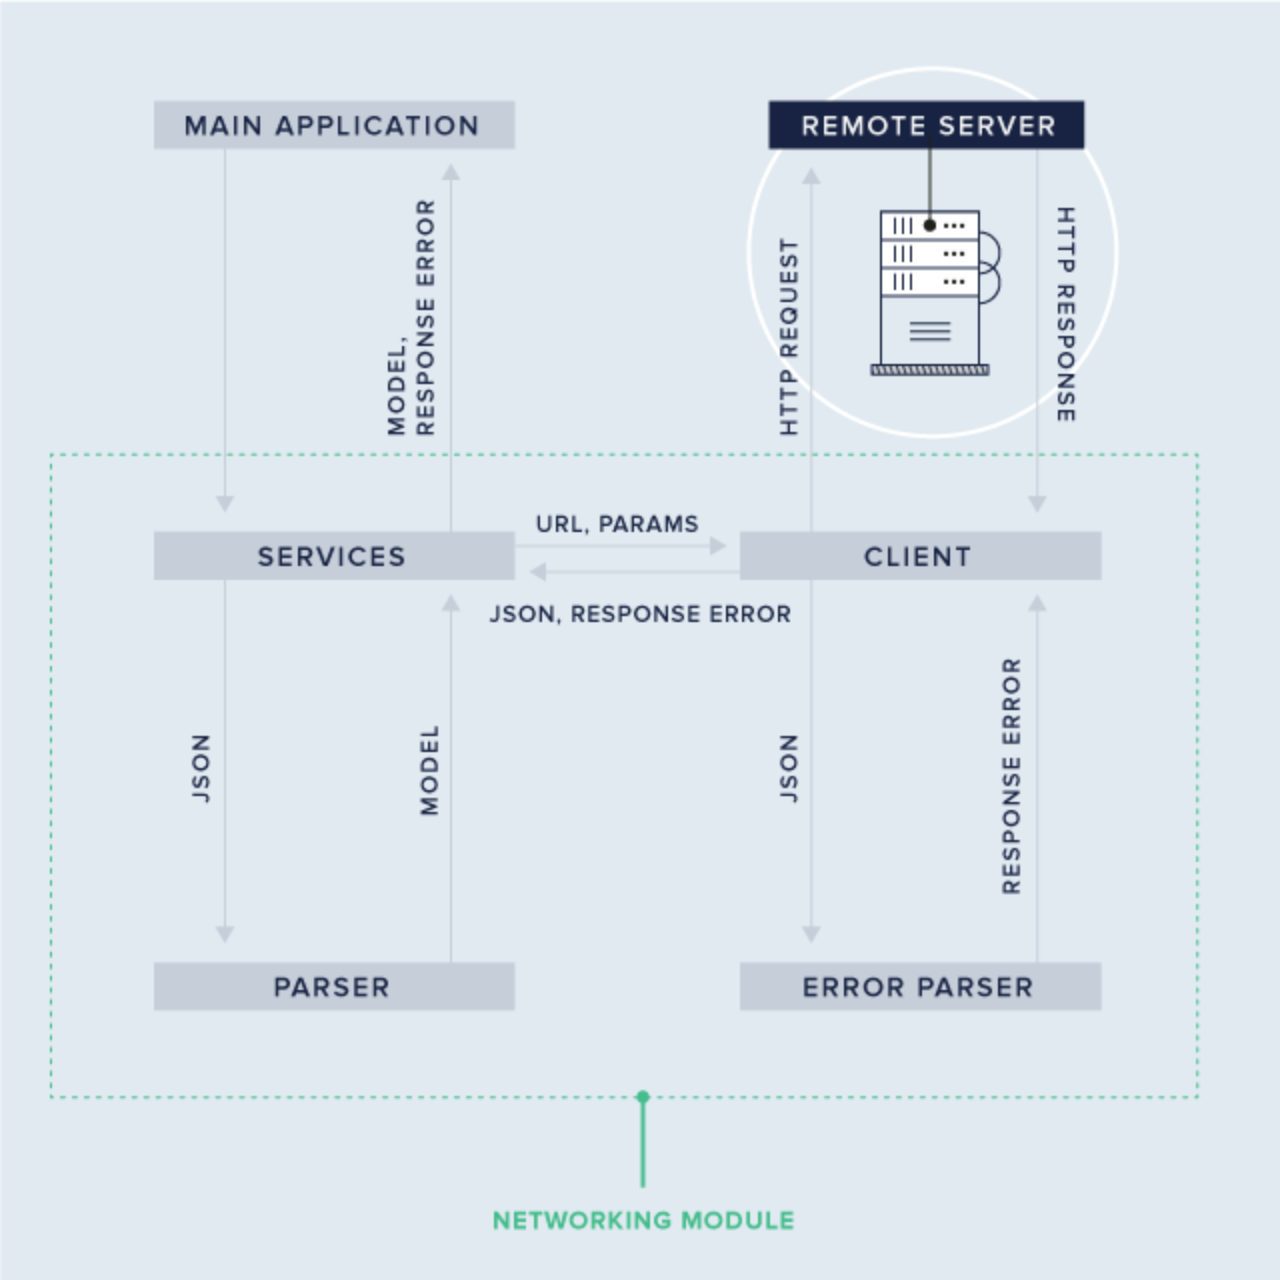 MAIN APPLICATION
REMOTE SERVER
MODEL,
RESPONSE ERROR
HTTP REQUEST
HTTP RESPONSE
URL, PARAMS
SERVICES
CLIENT
JSON, RESPONSE ERROR
JSON
MODEL
JSON
RESPONSE ERROR
PARSER
ERROR PARSER
NETWORKING MODULE